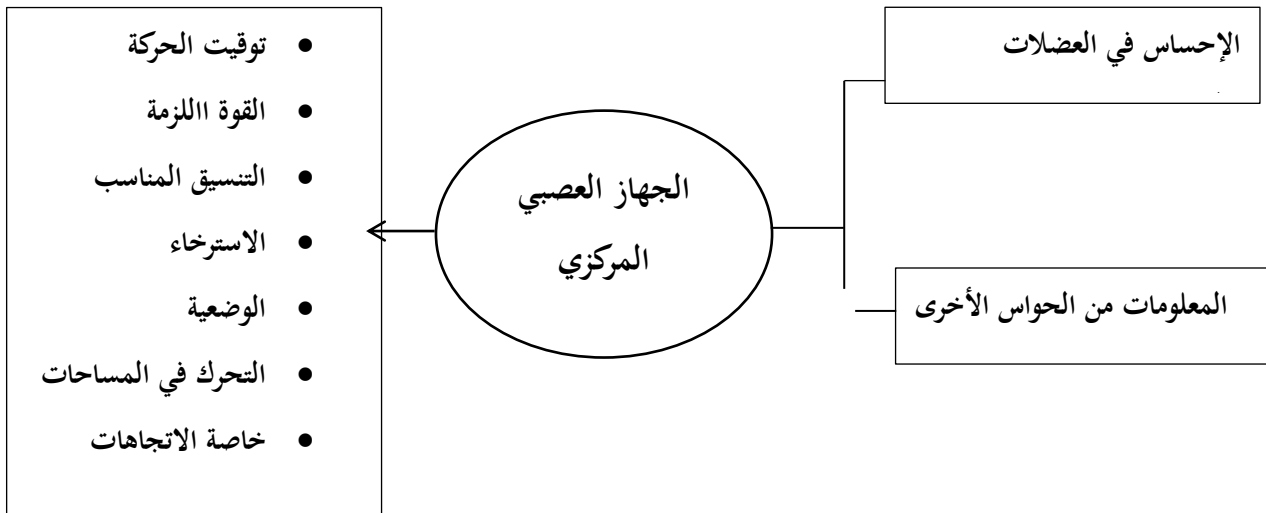 الإحساس في العضلات
المعلومات من الحواس الأخرى
الجهاز العصبي
المركزي
• توقيت الحركة
• القوة االلزمة
• التنسيق المناسب
• الاسترخاء
• الوضعية
• التحرك في المساحات
• خاصة الاتجاهات